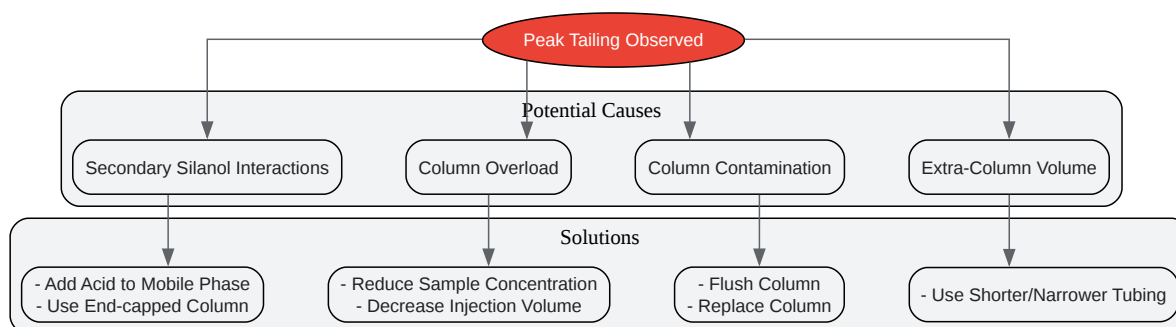 Peak Tailing Observed
Potential Causes
Secondary Silanol Interactions
Column Overload
Column Contamination
Extra-Column Volume
Solutions
- Add Acid to Mobile Phase
- Use End-capped Column
- Reduce Sample Concentration
- Decrease Injection Volume
- Flush Column
- Replace Column
- Use Shorter/Narrower Tubing